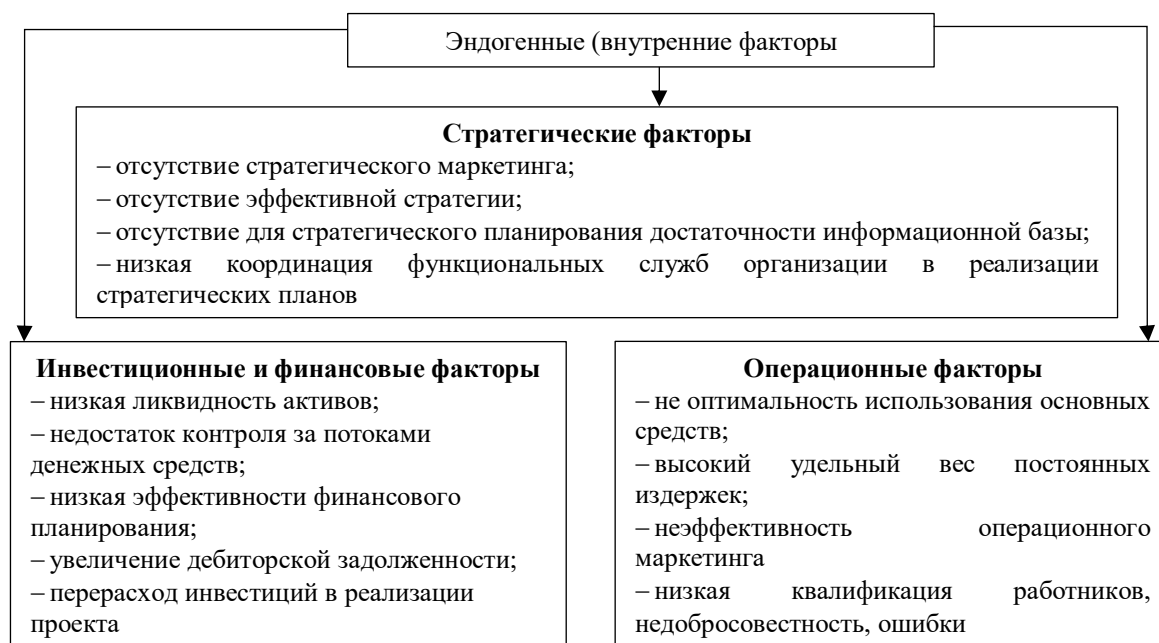 Эндогенные (внутренние факторы
Стратегические факторы
– отсутствие стратегического маркетинга;
– отсутствие эффективной стратегии;
– отсутствие для стратегического планирования достаточности информационной базы;
– низкая координация функциональных служб организации в реализации
стратегических планов
Инвестиционные и финансовые факторы
– низкая ликвидность активов;
– недостаток контроля за потоками
денежных средств;
– низкая эффективности финансового
планирования;
– увеличение дебиторской задолженности;
– перерасход инвестиций в реализации
проекта
Операционные факторы
– не оптимальность использования основных
средств;
– высокий удельный вес постоянных
издержек;
– неэффективность операционного
маркетинга
– низкая квалификация работников,
недобросовестность, ошибки